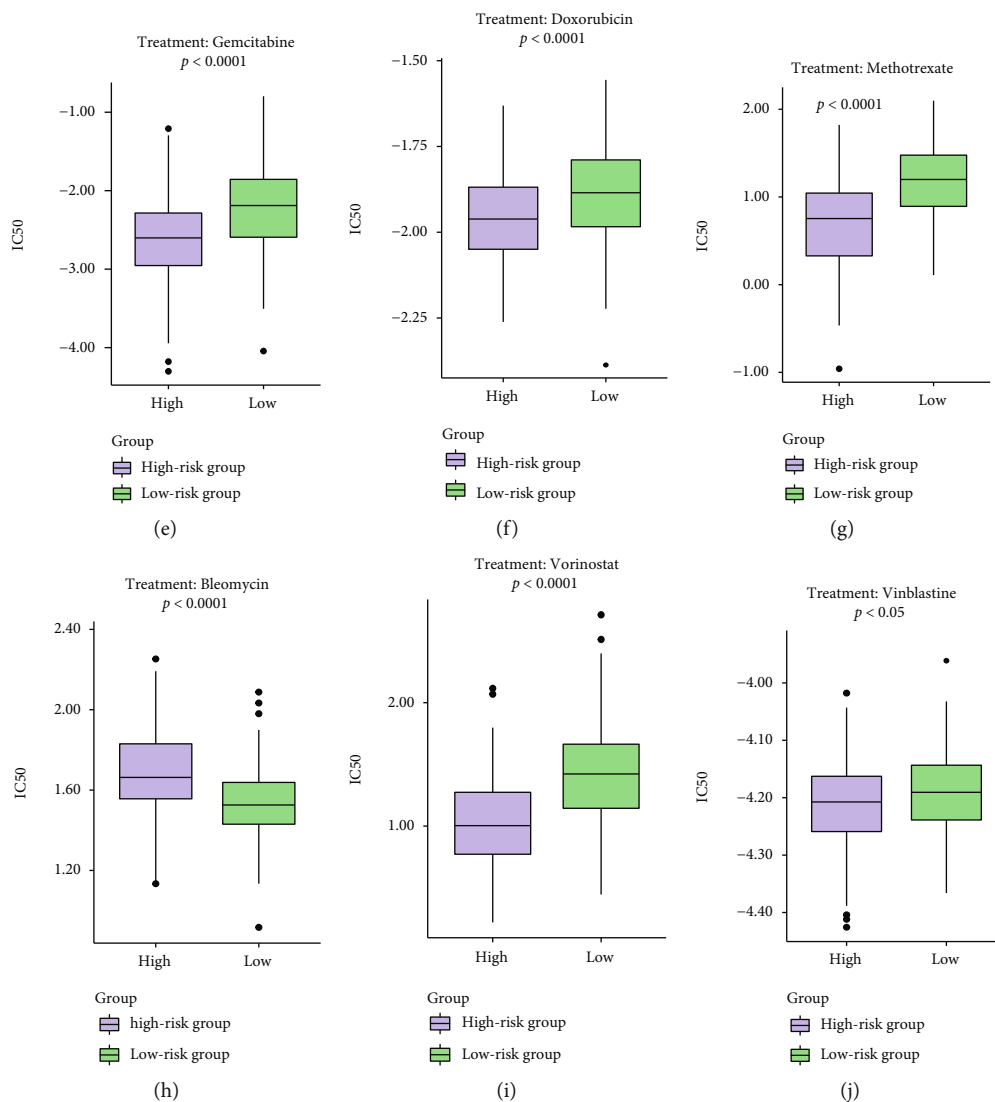 Treatment: Gemcitabine
p < 0.0001
−1.00
−2.00
−3.00
−4.00
IC50
High
Low
Group
High-risk group
Low-risk group
(e)
Treatment: Doxorubicin
p < 0.0001
−1.50
−1.75
−2.00
−2.25
IC50
High
Low
Group
High-risk group
Low-risk group
(f)
Treatment: Methotrexate
p < 0.0001
2.00
1.00
0.00
−1.00
IC50
High
Low
Group
High-risk group
Low-risk group
(g)
Treatment: Bleomycin
p < 0.0001
2.40
2.00
1.60
1.20
IC50
High
Low
Group
high-risk group
Low-risk group
(h)
Treatment: Vorinostat
p < 0.0001
2.00
1.00
IC50
High
Low
Group
High-risk group
Low-risk group
(i)
Treatment: Vinblastine
p < 0.05
−4.00
−4.10
−4.20
−4.30
−4.40
IC50
High
Low
Group
High-risk group
Low-risk group
(j)